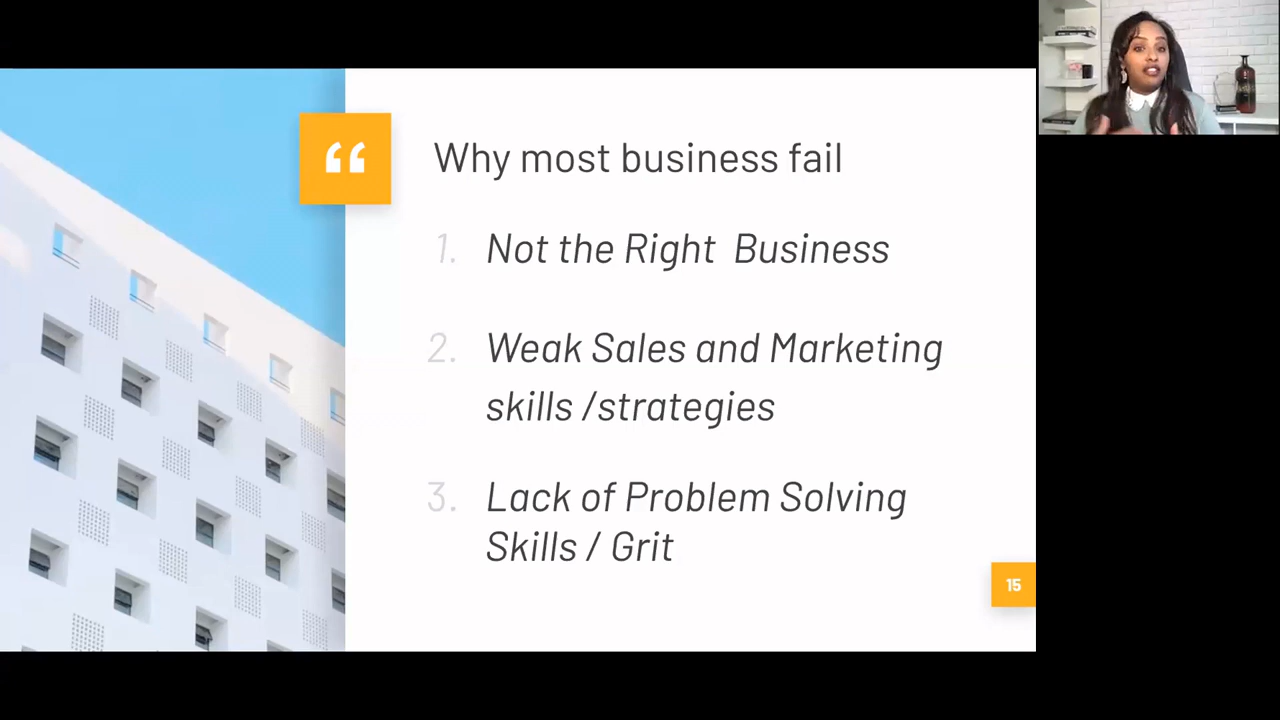 “
Why most business fail
1. Not the Right Business
2. Weak Sales and Marketing
skills /strategies
3. Lack of Problem Solving
Skills / Grit
15